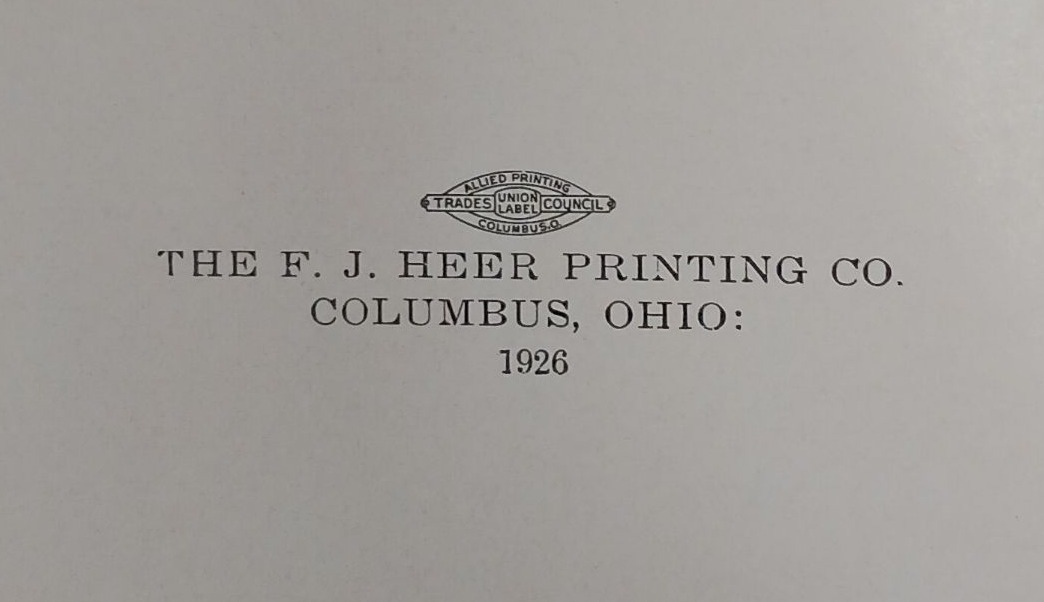 ALLIED PRINTING
TRADES UNION LABEL COUNCIL
COLUMBUS, O.
THE F. J. HEER PRINTING CO.
COLUMBUS, OHIO:
1926